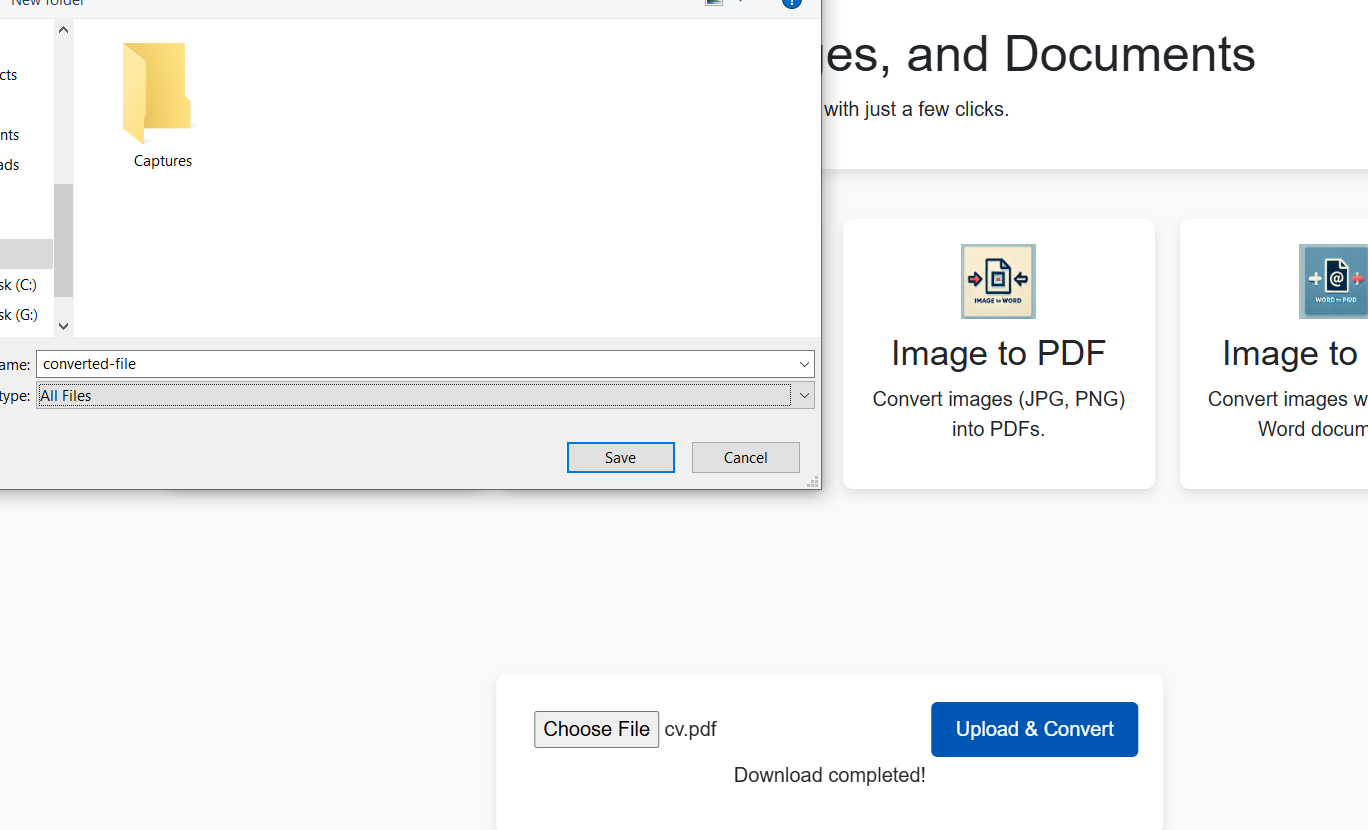 New folder
ges, and Documents
with just a few clicks.
cts
nts
ads
sk (C:)
sk (G:)
Captures
ame: converted-file
type: All Files
Save Cancel
IMAGE to WORD
Image to PDF
Convert images (JPG, PNG)
into PDFs.
WORD to PIRD
Image to
Convert images w
Word docum
Choose File cv.pdf Upload & Convert
Download completed!